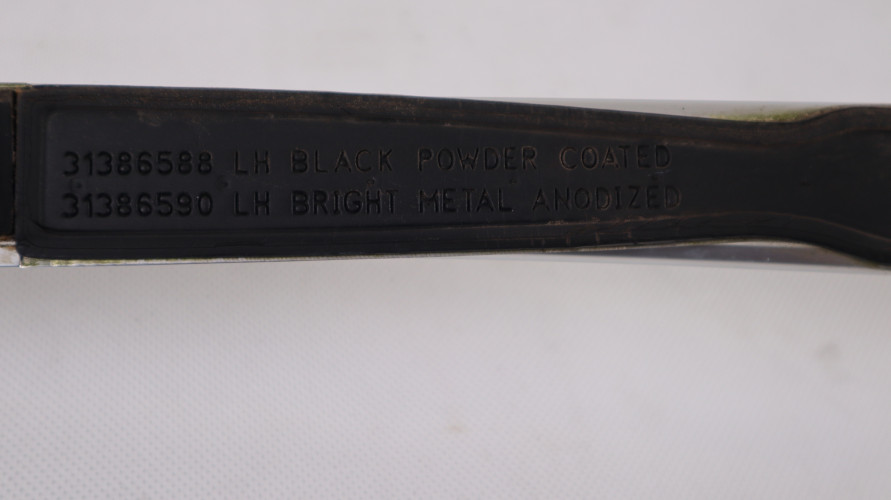 31386588 LH BLACK POWDER COATED
31386590 LH BRIGHT METAL ANODIZED